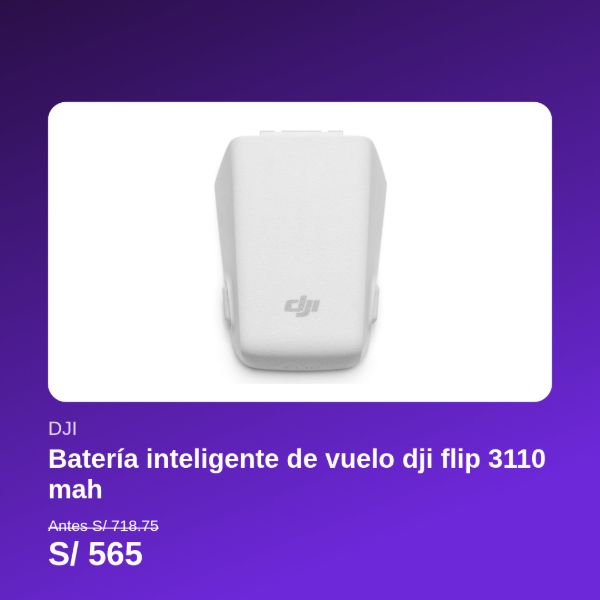 dji
DJI
Batería inteligente de vuelo dji flip 3110
mah
Antes S/ 718.75
S/ 565